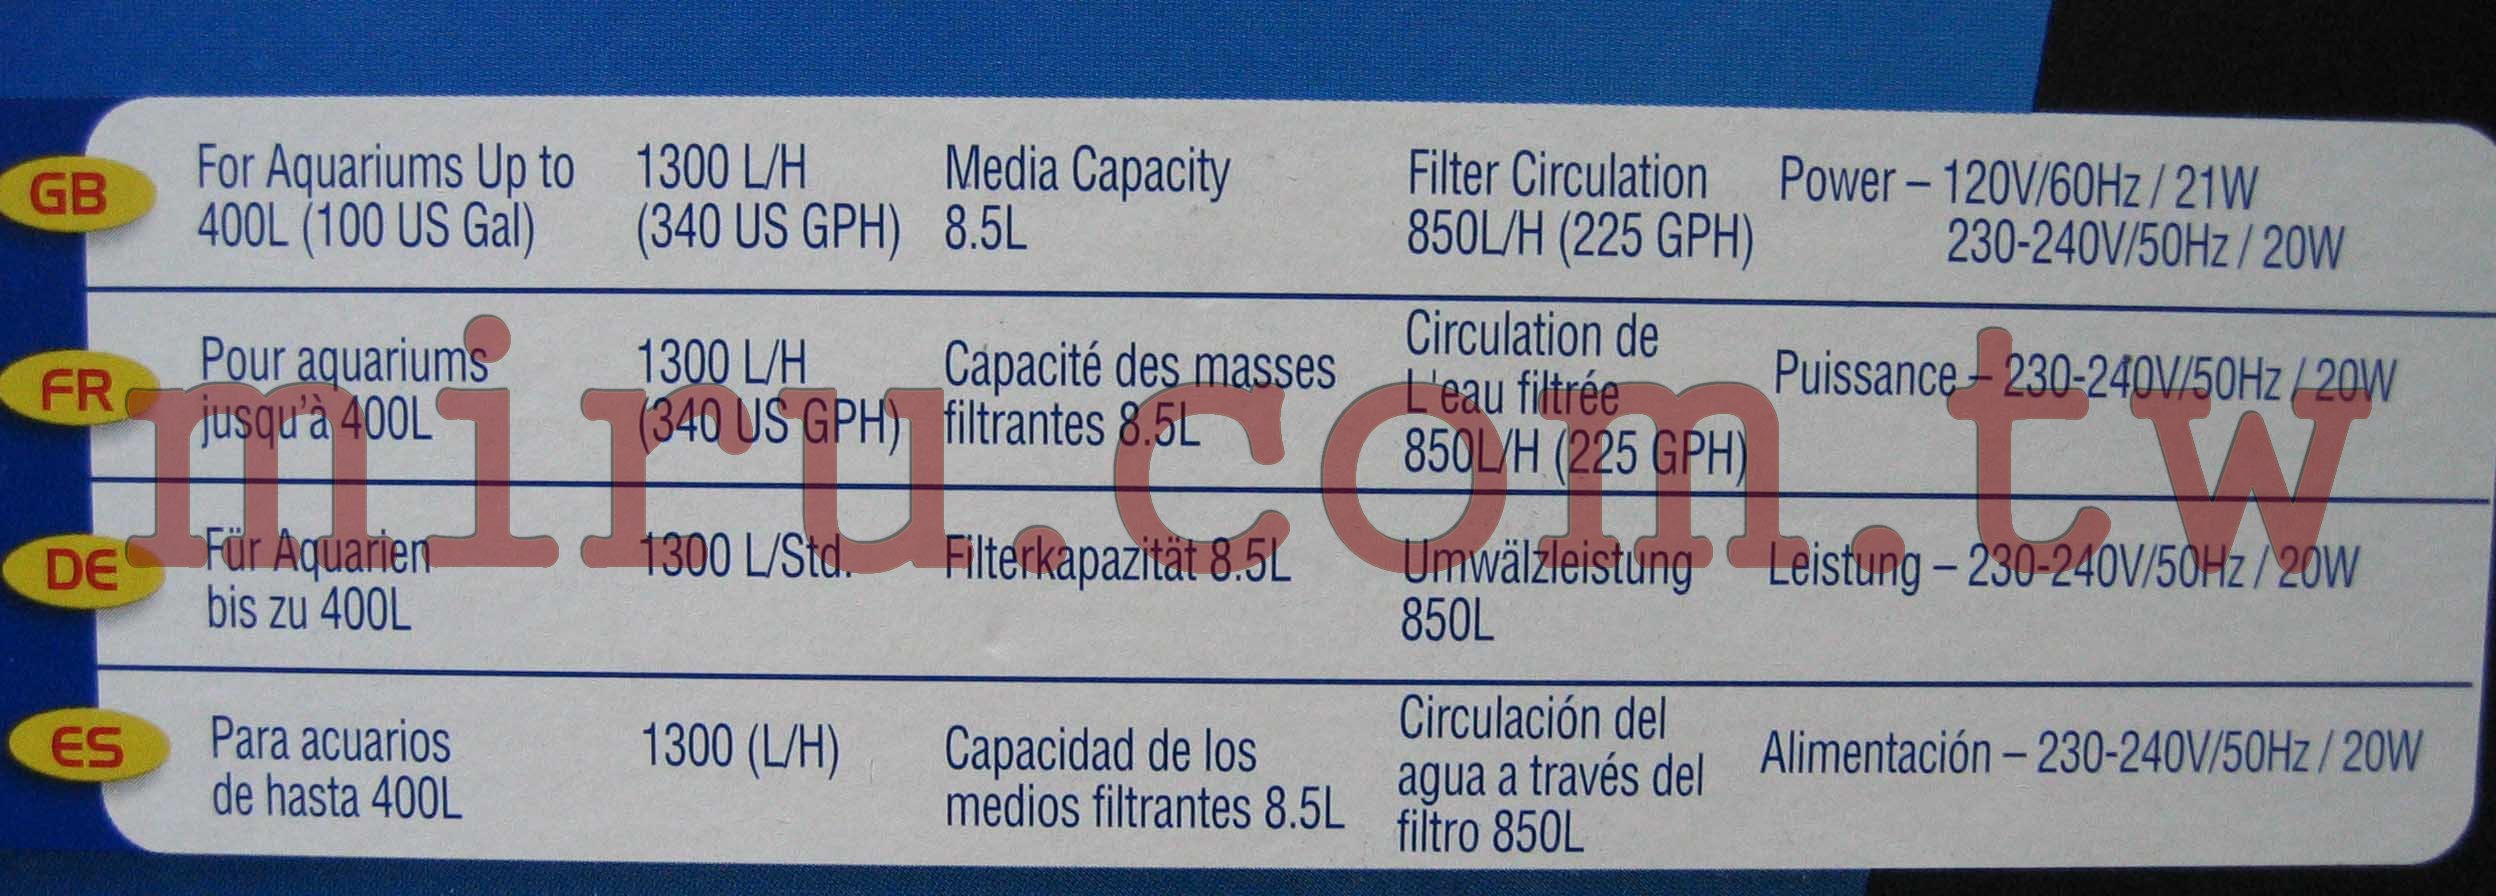 GB
For Aquariums Up to
400L (100 US Gal)
1300 L/H
(340 US GPH)
Media Capacity
8.5L
Filter Circulation
850L/H (225 GPH)
Power – 120V/60Hz / 21W
230-240V/50Hz / 20W
FR
Pour aquariums
jusqu'à 400L
1300 L/H
(340 US GPH)
Capacité des masses
filtrantes 8.5L
Circulation de
L'eau filtrée
850L/H (225 GPH)
Puissance – 230-240V/50Hz / 20W
miru.com.tw
DE
Für Aquarien
bis zu 400L
1300 L/Std.
Filterkapazität 8.5L
Umwälzleistung
850L
Leistung – 230-240V/50Hz / 20W
ES
Para acuarios
de hasta 400L
1300 (L/H)
Capacidad de los
medios filtrantes 8.5L
Circulación del
agua a través del
filtro 850L
Alimentación – 230-240V/50Hz / 20W